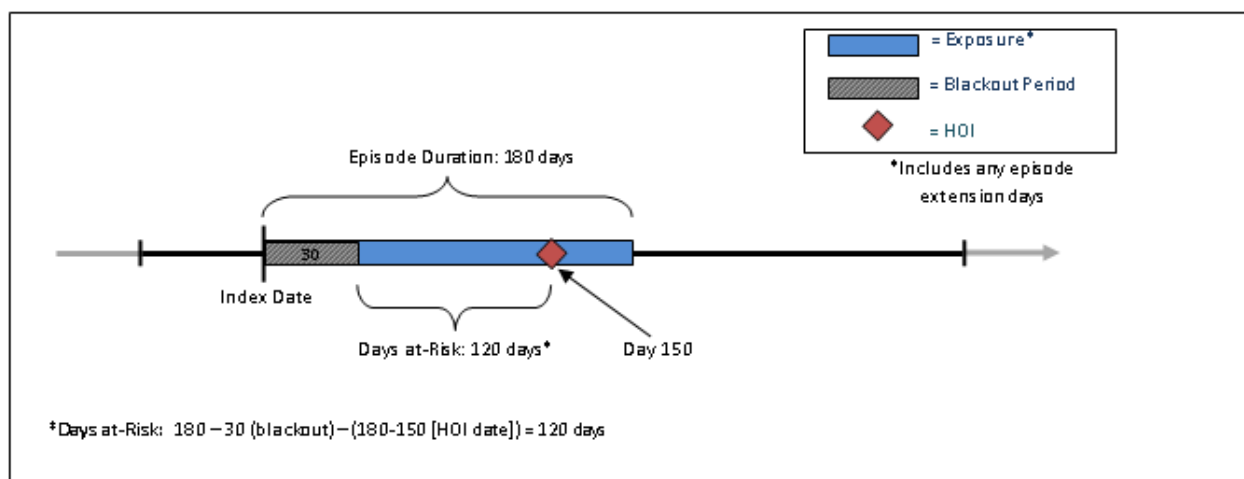 = Exposure*
= Blackout Period
= HOI
*Includes any episode
extension days
Episode Duration: 180 days
30
Index Date
Days at-Risk: 120 days*
Day 150
*Days at-Risk: 180 – 30 (blackout) – (180-150 [HOI date]) = 120 days